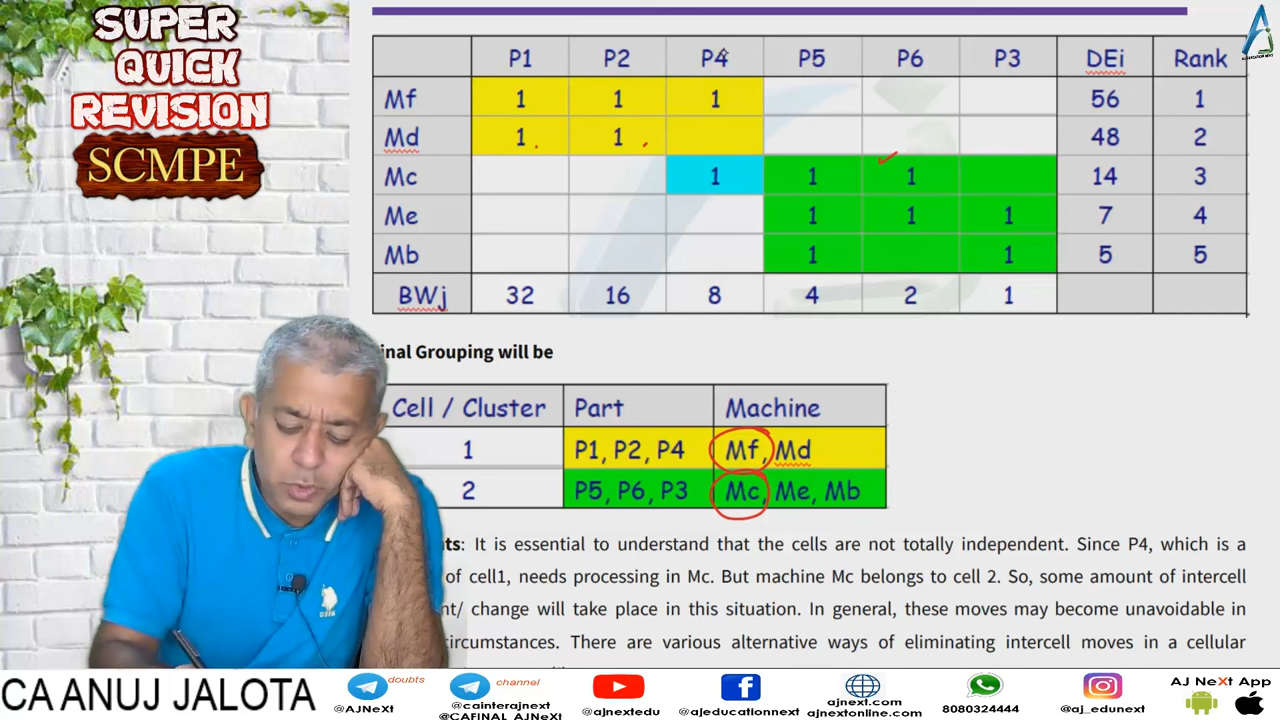 SUPER
QUICK
REVISION
SCMPE
P1 P2 P4 P5 P6 P3 DEi Rank
Mf 1 1 1 56 1
Md 1 1 48 2
Mc 1 1 1 14 3
Me 1 1 1 7 4
Mb 1 1 5 5
BWj 32 16 8 4 2 1
inal Grouping will be
Cell / Cluster Part Machine
1 P1, P2, P4 Mf, Md
2 P5, P6, P3 Mc, Me, Mb
ts: It is essential to understand that the cells are not totally independent. Since P4, which is a
of cell1, needs processing in Mc. But machine Mc belongs to cell 2. So, some amount of intercell
nt/ change will take place in this situation. In general, these moves may become unavoidable in
circumstances. There are various alternative ways of eliminating intercell moves in a cellular
CA ANUJ JALOTA
doubts
@AJNeXt
channel
@cainterajnext
@CAFINAL_AJNeXt
@ajnextedu
@ajeducationnext
ajnext.com
ajnextonline.com
8080324444
@aj_edunext
AJ NeXt App